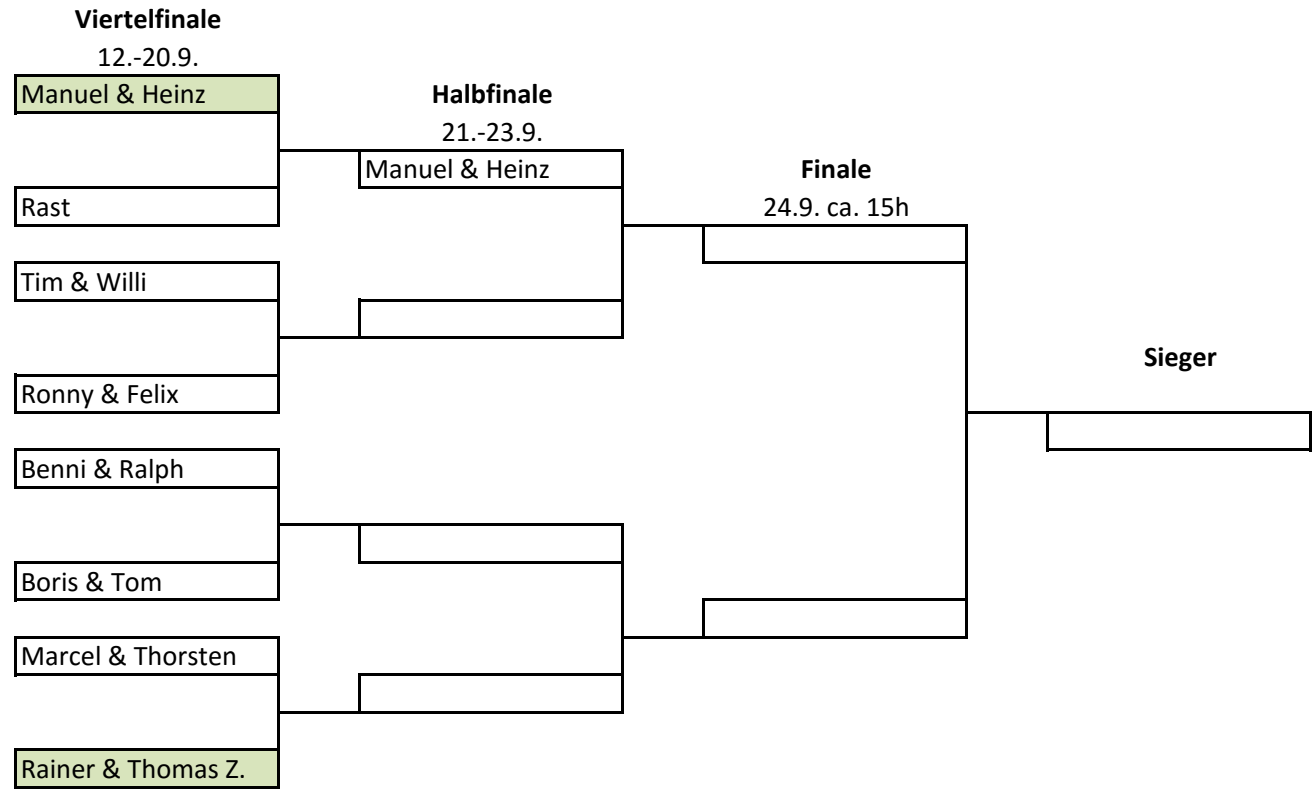 Viertelfinale
12.-20.9.
Manuel & Heinz
Rast
Tim & Willi
Ronny & Felix
Benni & Ralph
Boris & Tom
Marcel & Thorsten
Rainer & Thomas Z.
Halbfinale
21.-23.9.
Manuel & Heinz
Finale
24.9. ca. 15h
Sieger